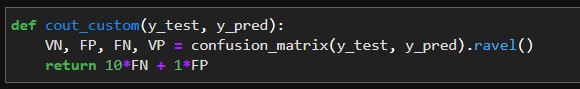 def cout_custom(y_test, y_pred):
    VN, FP, FN, VP = confusion_matrix(y_test, y_pred).ravel()
    return 10*FN + 1*FP